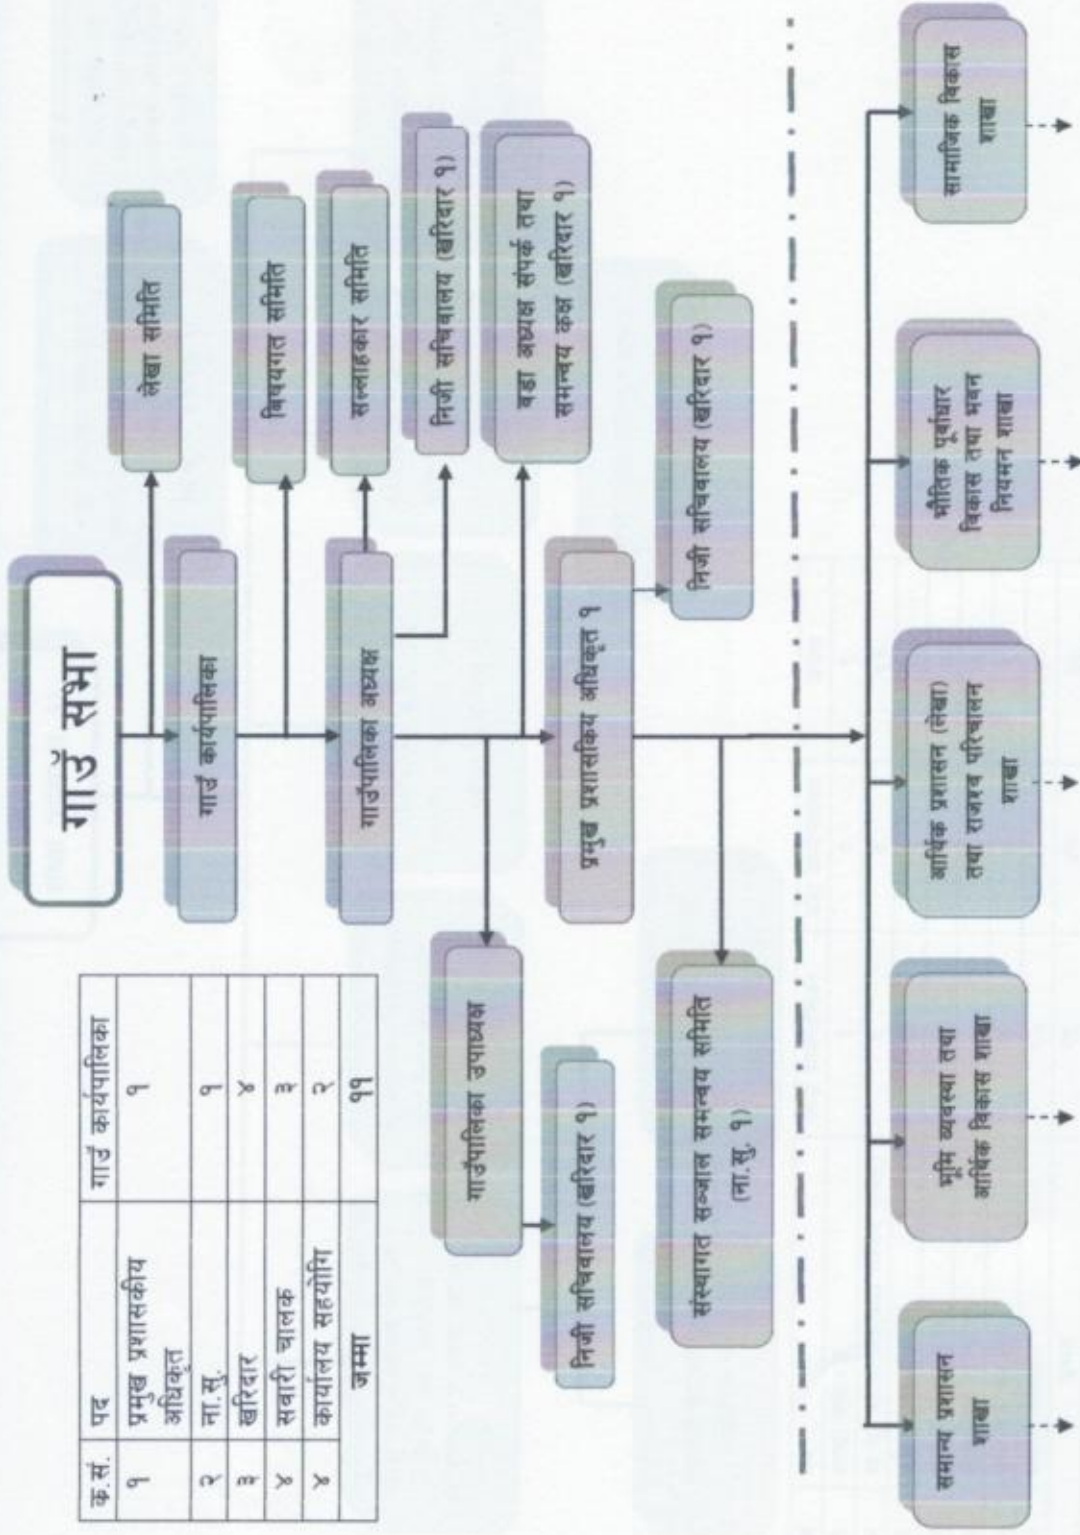 गाउँ सभा
क.सं. पद गाउँ कार्यपालिका
१ प्रमुख प्रशासकीय १
अधिकृत
२ ना.सु. १
३ खरिदार ४
४ सवारी चालक ३
४ कार्यालय सहयोगि २
जम्मा ११
लेखा समिति
गाउँ कार्यपालिका
बिषयगत समिति
गाउँपालिका अध्यक्ष
सल्लाहकार समिति
निजी सचिवालय (खरिदार १)
वडा अध्यक्ष संपर्क तथा
समन्वय कक्ष (खरिदार १)
गाउँपालिका उपाध्यक्ष
निजी सचिवालय (खरिदार १)
प्रमुख प्रशासकिय अधिकृत १
निजी सचिवालय (खरिदार १)
संस्थागत सञ्जाल समन्वय समिति
(ना.सु. १)
समान्य प्रशासन
शाखा
भुमि व्यवस्था तथा
आर्थिक विकास शाखा
आर्थिक प्रशासन (लेखा)
तथा राजश्व परिचालन
शाखा
भौतिक पूर्वाधार
विकास तथा भवन
नियमन शाखा
सामाजिक बिकास
शाखा